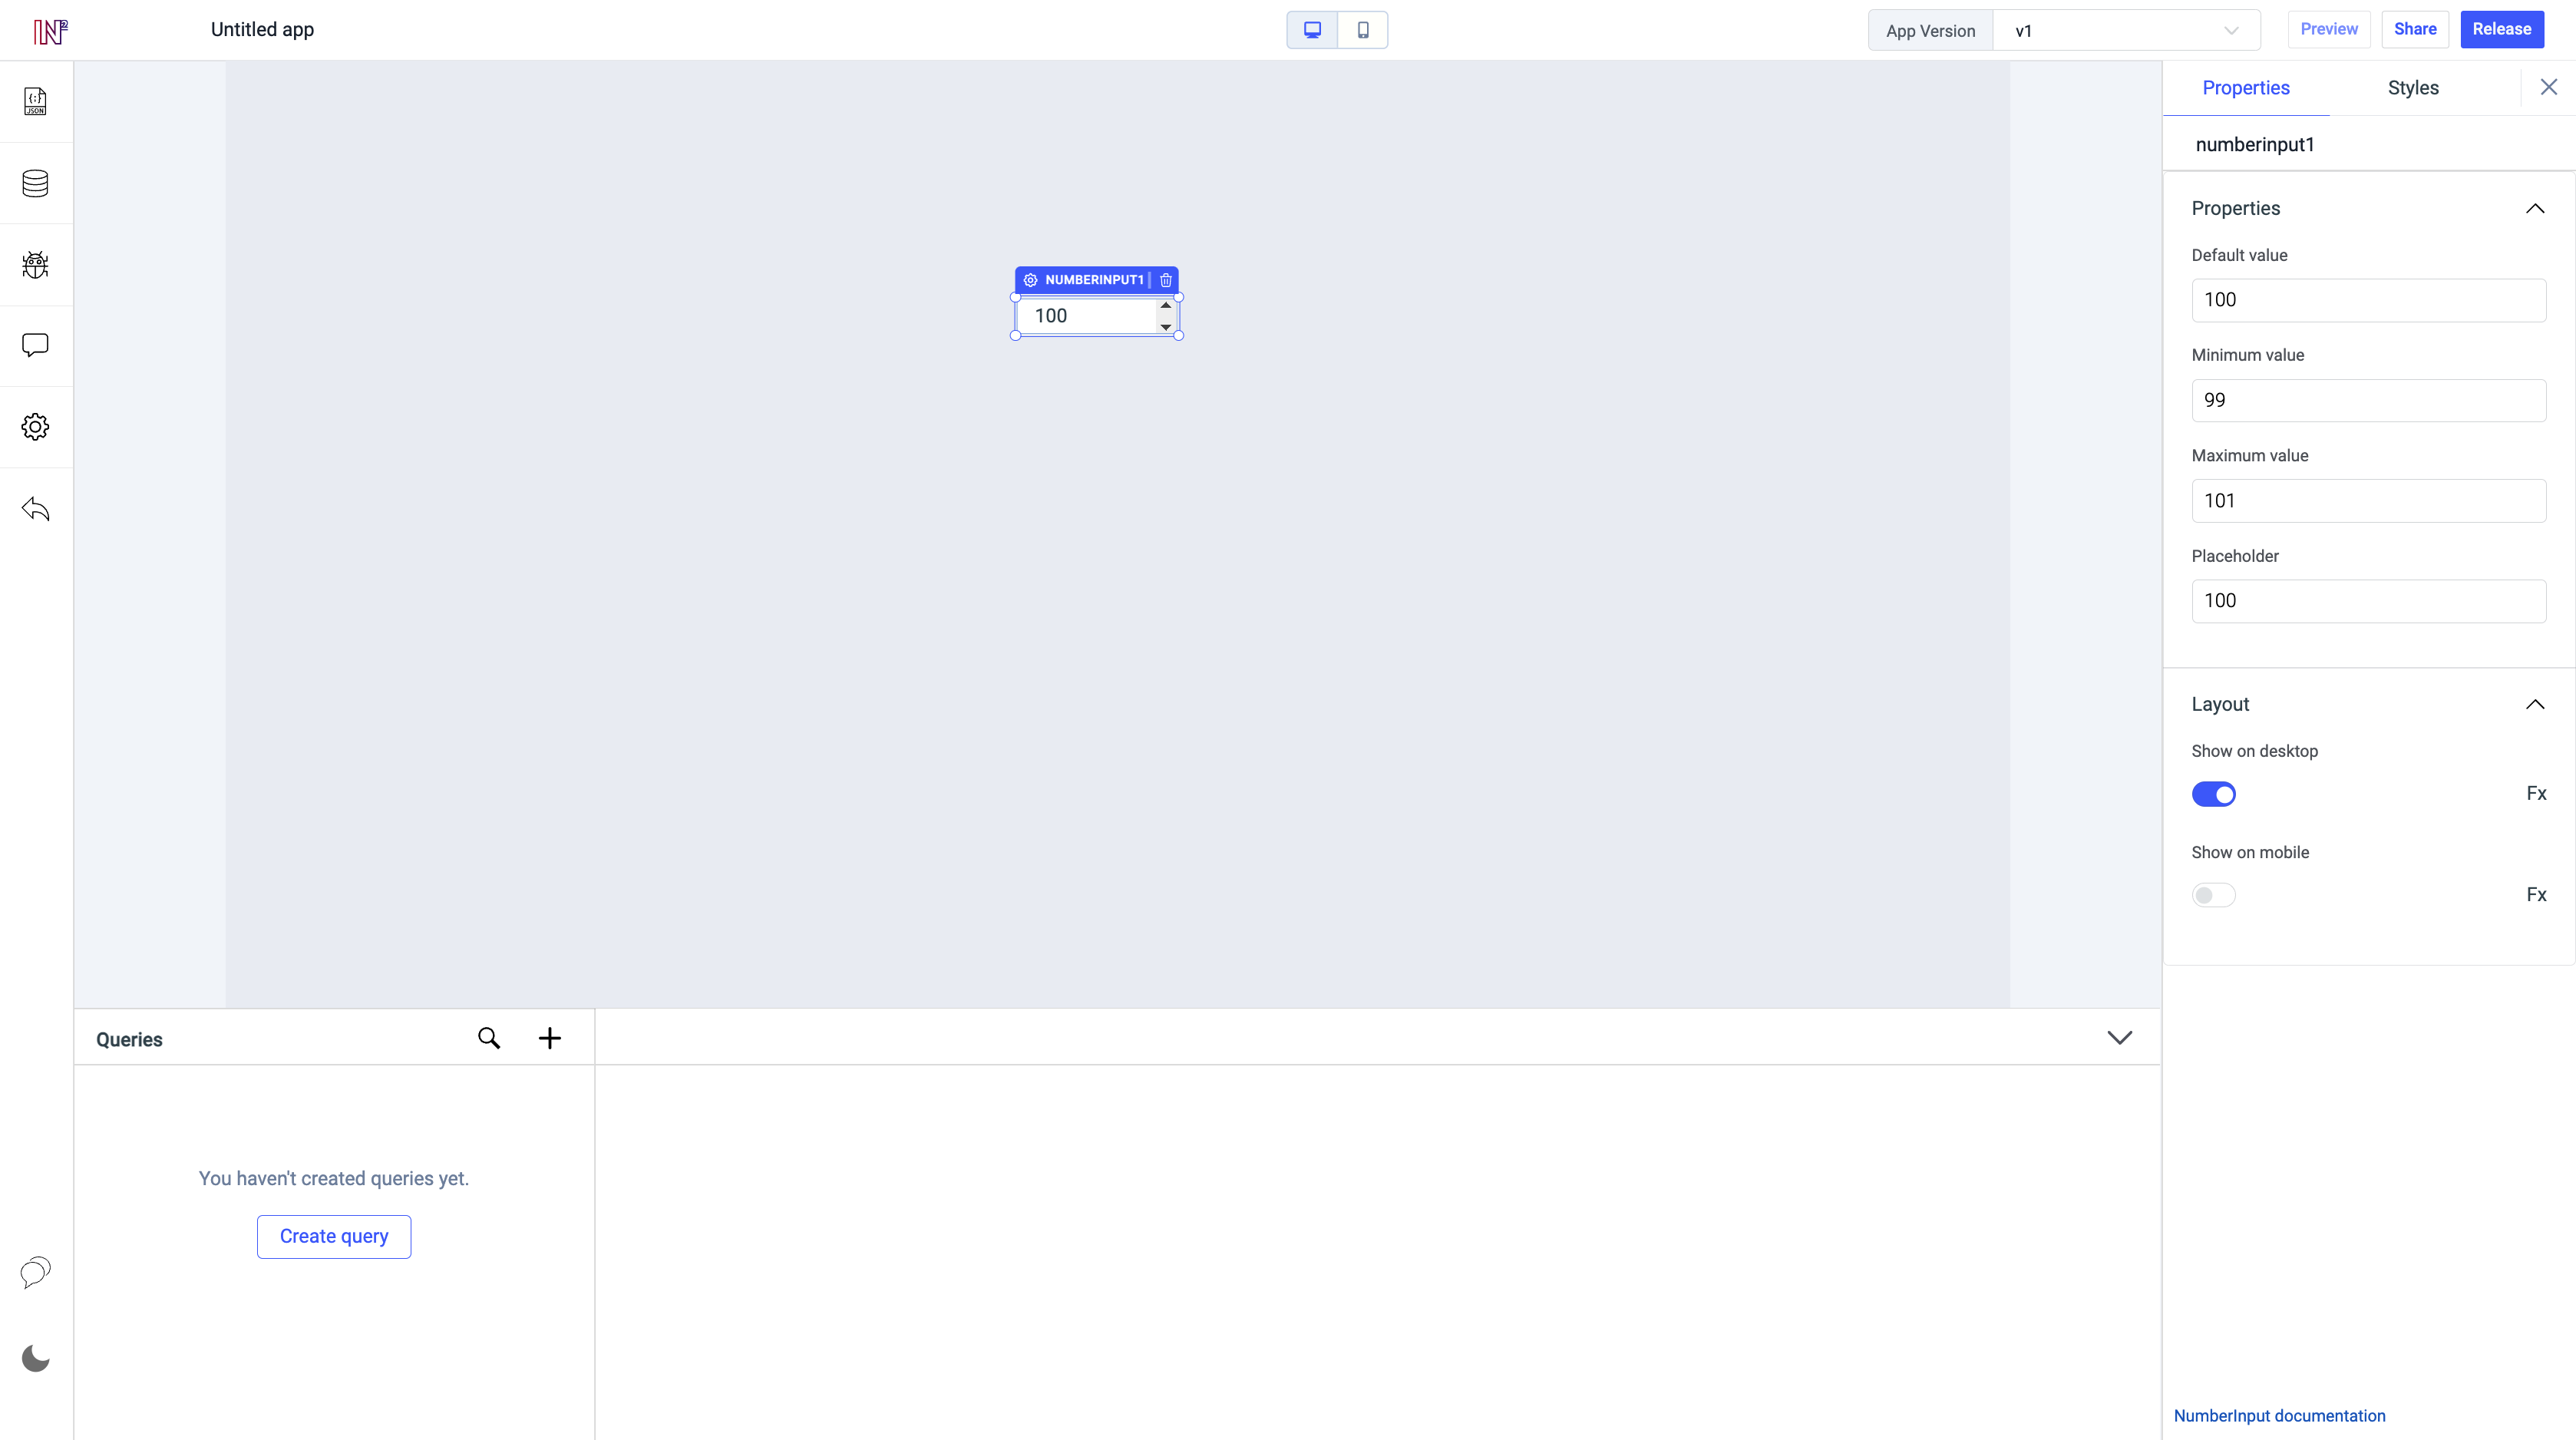 IN²
Untitled app
App Version
v1
Preview
Share
Release
JSON
Properties
Styles
numberinput1
Properties
Default value
100
Minimum value
99
Maximum value
101
Placeholder
100
Layout
Show on desktop
Fx
Show on mobile
Fx
NUMBERINPUT1
100
Queries
You haven't created queries yet.
Create query
NumberInput documentation